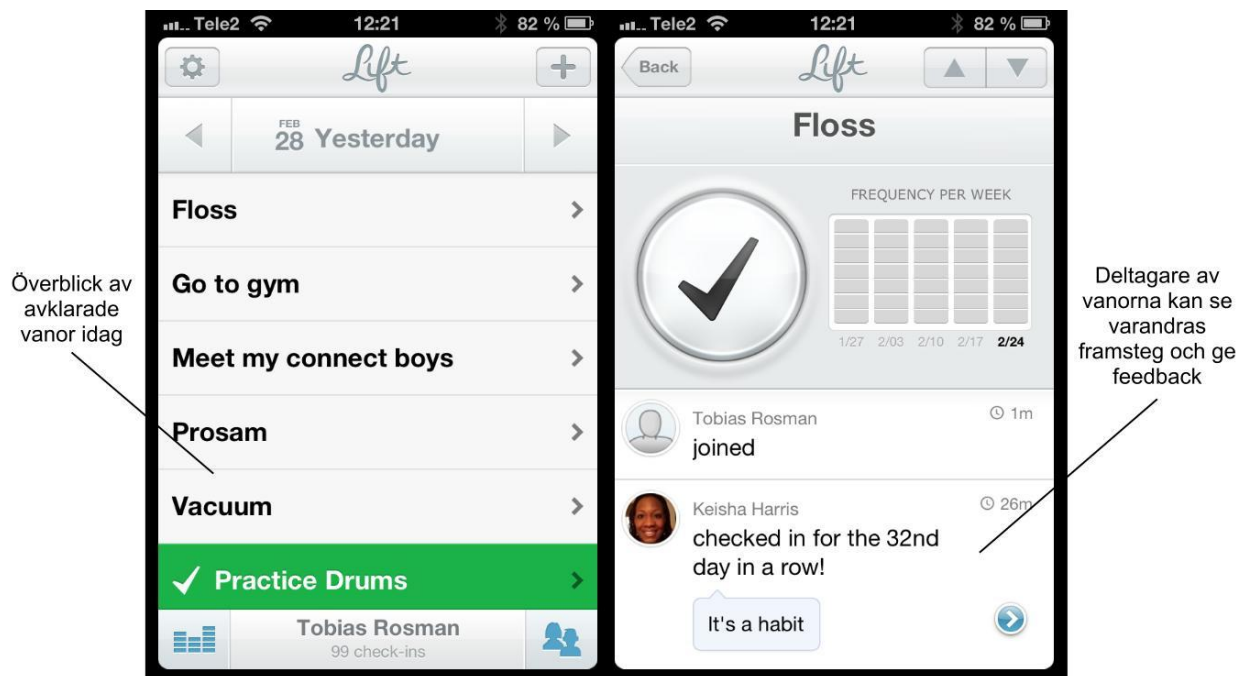 Överblick av
avklarade
vanor idag
Tele2 12:21 82 %
Lift
FEB
28 Yesterday
Floss
Go to gym
Meet my connect boys
Prosam
Vacuum
Practice Drums
Tobias Rosman
99 check-ins
Tele2 12:21 82 %
Back Lift
Floss
FREQUENCY PER WEEK
1/27 2/03 2/10 2/17 2/24
Tobias Rosman 1m
joined
Keisha Harris 26m
checked in for the 32nd
day in a row!
It's a habit
Deltagare av
vanorna kan se
varandras
framsteg och ge
feedback